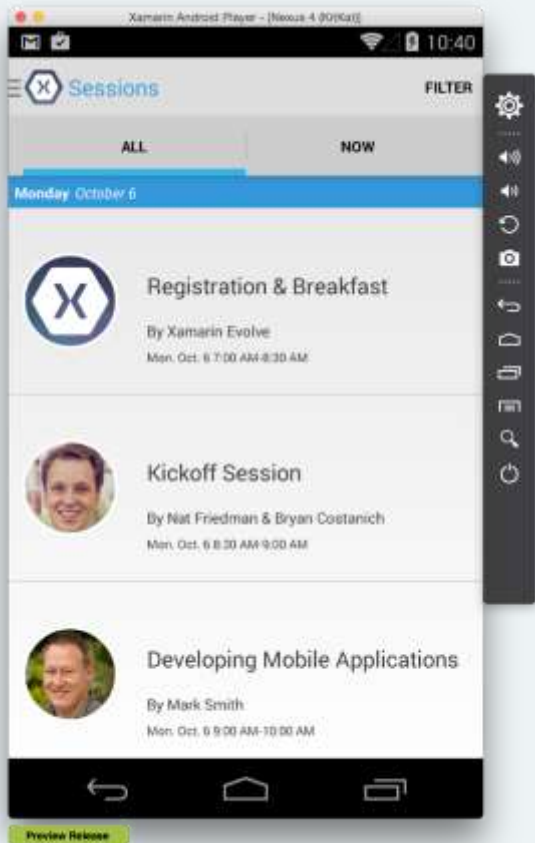 Xamarin Android Player - [Nexus 4 (KitKat)]
10:40
Sessions
FILTER
ALL
NOW
Monday October 6
Registration & Breakfast
By Xamarin Evolve
Mon. Oct. 6 7:00 AM-8:30 AM
Kickoff Session
By Nat Friedman & Bryan Costanich
Mon. Oct. 6 8:30 AM-9:00 AM
Developing Mobile Applications
By Mark Smith
Mon. Oct. 6 9:00 AM-10:00 AM
Preview Release